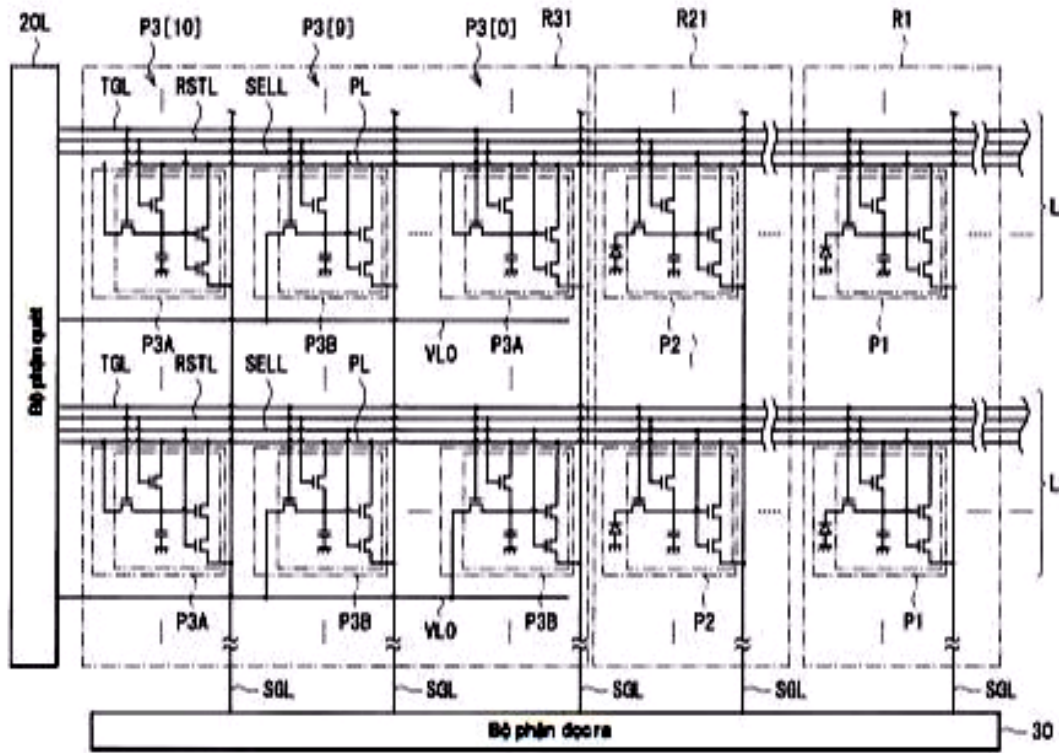 20L P3[10] P3[9] P3[0] R31 R21 R1
TGL RSTL SELL PL
L
P3A P3B VL0 P3A P2 P1
Bộ phận quét
TGL RSTL SELL PL
L
P3A P3B VL0 P3B P2 P1
SGL SGL SGL SGL SGL
Bộ phận đọc ra 30